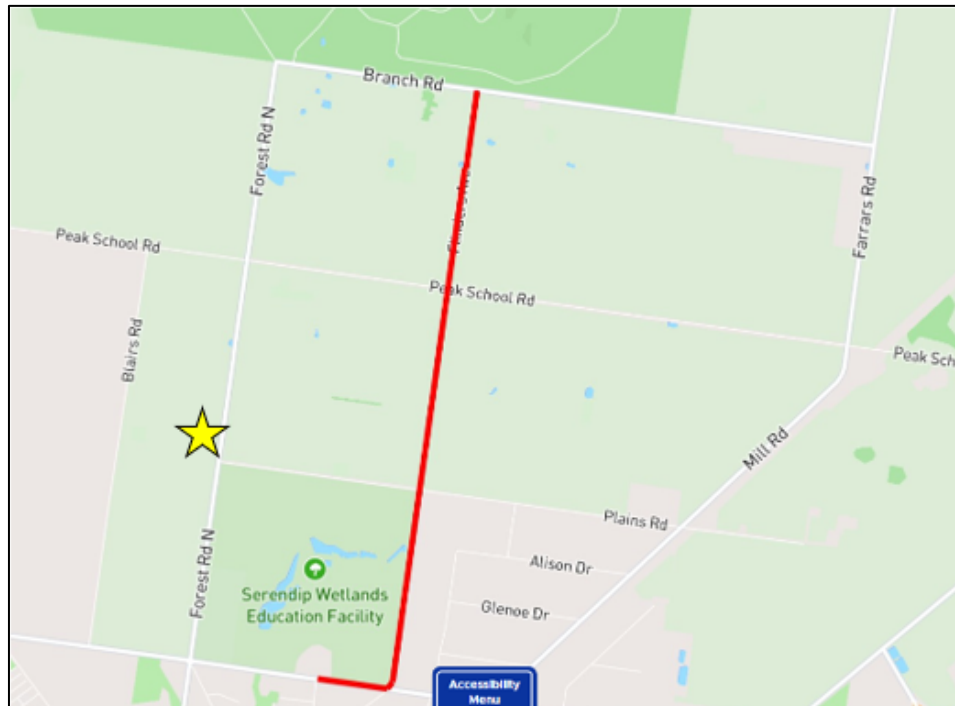 Branch Rd
Forest Rd N
Farrars Rd
Peak School Rd
Peak School Rd
Blairs Rd
Peak Sch
Mill Rd
Plains Rd
Forest Rd N
Alison Dr
Serendip Wetlands
Education Facility
Glenoe Dr
Accessibility
Menu